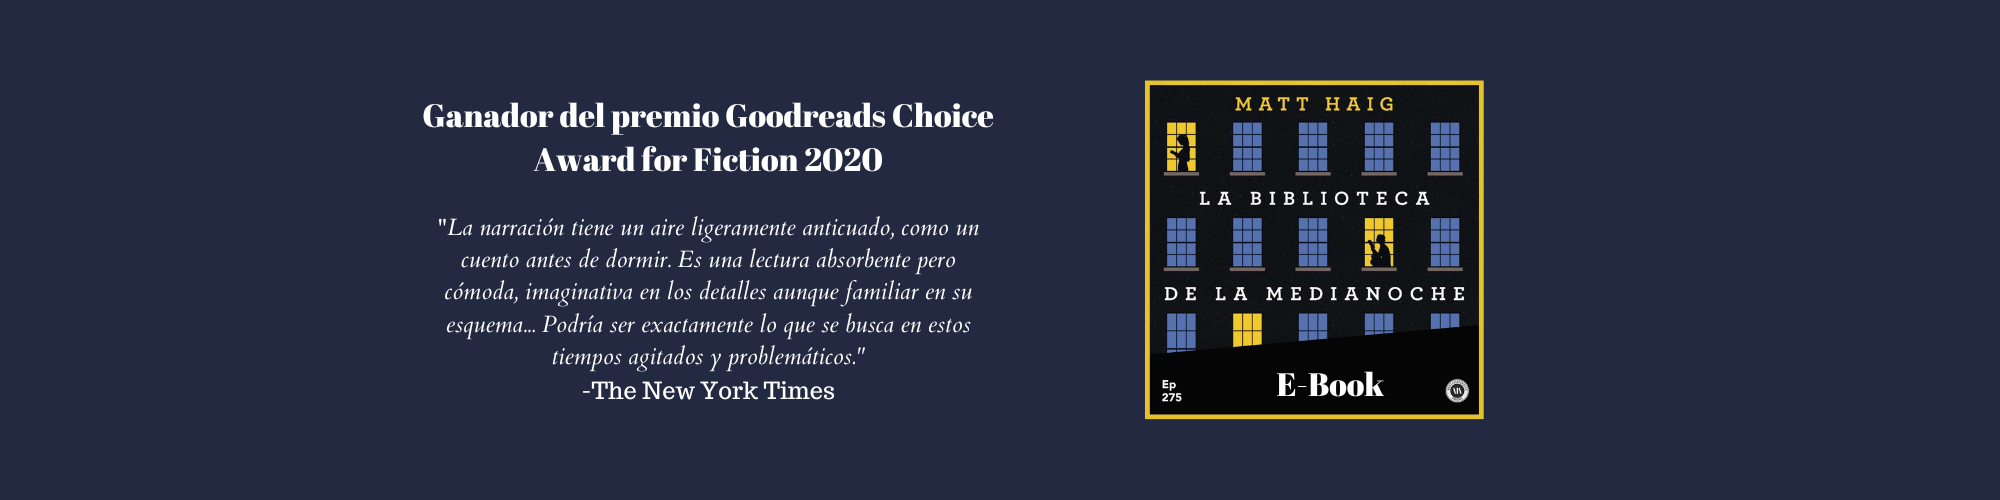 Ganador del premio Goodreads Choice
Award for Fiction 2020
"La narración tiene un aire ligeramente anticuado, como un
cuento antes de dormir. Es una lectura absorbente pero
cómoda, imaginativa en los detalles aunque familiar en su
esquema... Podría ser exactamente lo que se busca en estos
tiempos agitados y problemáticos."
-The New York Times
MATT HAIG
LA BIBLIOTECA
DE LA MEDIANOCHE
Ep
275
E-Book